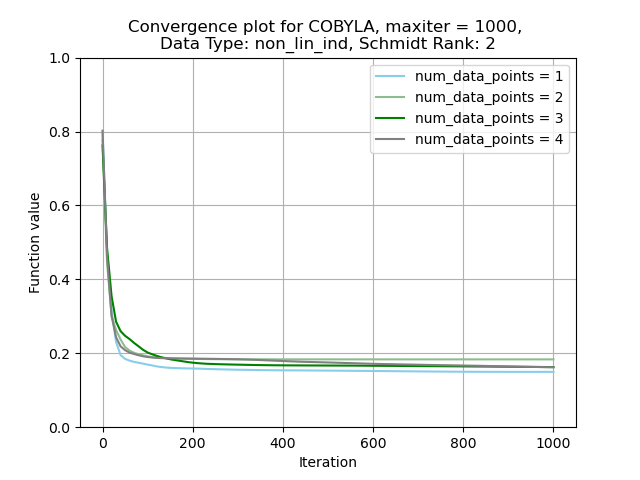 Convergence plot for COBYLA, maxiter = 1000,
Data Type: non_lin_ind, Schmidt Rank: 2
num_data_points = 1
num_data_points = 2
num_data_points = 3
num_data_points = 4
Function value
1.0
0.8
0.6
0.4
0.2
0.0
0 200 400 600 800 1000
Iteration